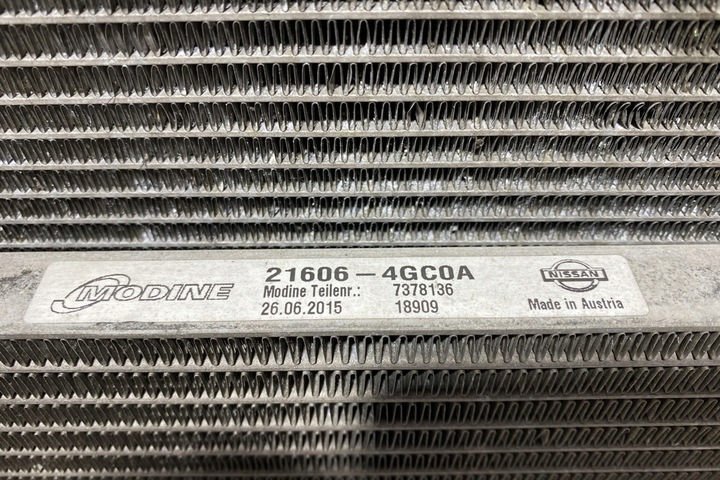 MODINE
21606-4GC0A
Modine Teilenr.: 7378136
26.06.2015 18909
NISSAN
Made in Austria